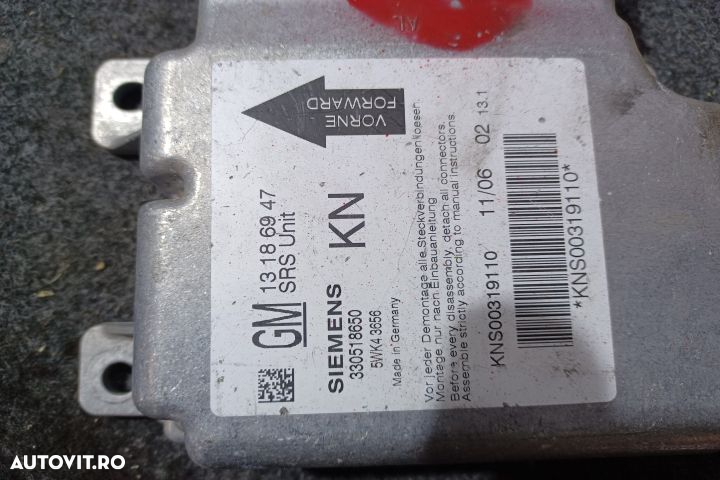 AL
VORNE
FORWARD
GM
13 18 69 47
SRS Unit
SIEMENS
KN
330518650
5WK43656
Made in Germany
Vor jeder Demontage alle Steckverbindungen loesen.
Montage nur nach Einbauanleitung
Before every disassembly, detach all connectors.
Assemble strictly according to manual instructions.
KNS00319110 11/06 02 13.1
*KNS00319110*
AUTOVIT.RO